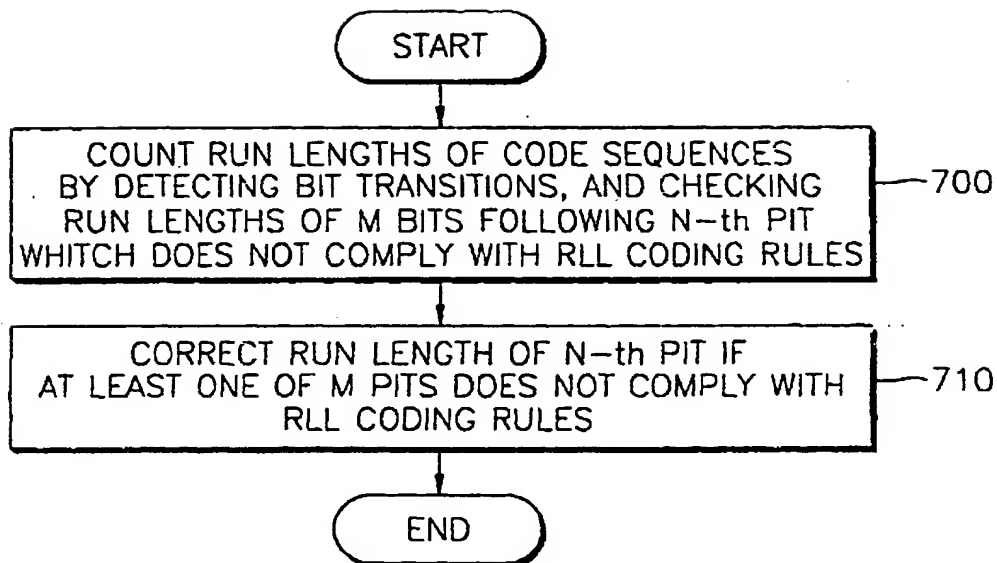 START
COUNT RUN LENGTHS OF CODE SEQUENCES
BY DETECTING BIT TRANSITIONS, AND CHECKING
RUN LENGTHS OF M BITS FOLLOWING N-th PIT
WHITCH DOES NOT COMPLY WITH RLL CODING RULES
700
CORRECT RUN LENGTH OF N-th PIT IF
AT LEAST ONE OF M PITS DOES NOT COMPLY WITH
RLL CODING RULES
710
END